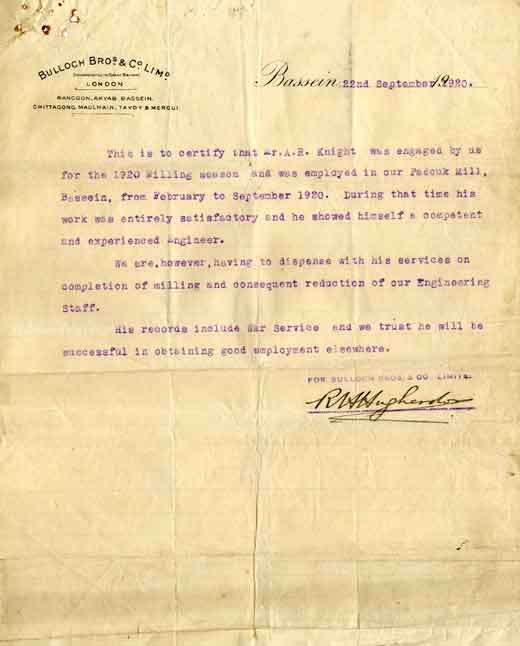 BULLOCH BROS. & CO. LIMD.
LONDON
RANGOON, AKYAB, BASSEIN,
CHITTAGONG, MAULMAIN, TAVOY & MERGUI.
Bassein 22nd September, 1920.
This is to certify that Mr.A.R. Knight was engaged by us
for the 1920 Milling season and was employed in our Padouk Mill,
Bassein, from February to September 1920. During that time his
work was entirely satisfactory and he showed himself a competent
and experienced Engineer.
We are,however,having to dispense with his services on
completion of milling and consequent reduction of our Engineering
Staff.
His records include War Service and we trust he will be
successful in obtaining good employment elsewhere.
FOR BULLOCH BROS. & CO., LIMITED.